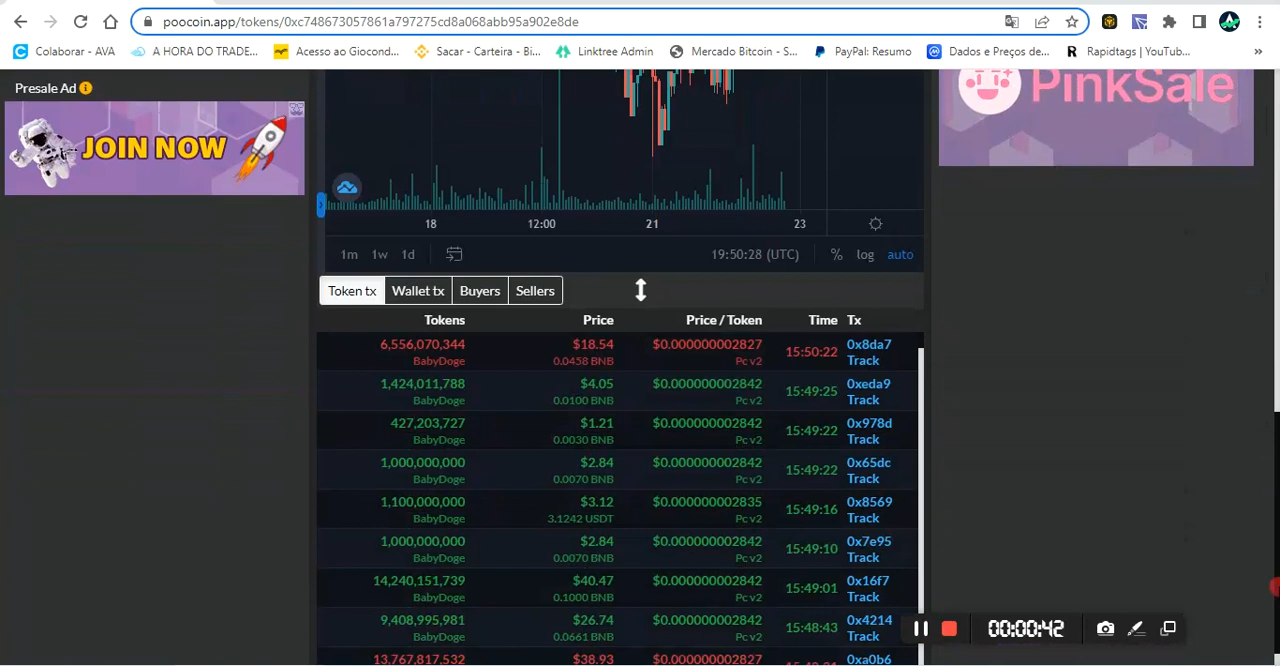 poocoin.app/tokens/0xc748673057861a797275cd8a068abb95a902e8de
Colaborar - AVA
A HORA DO TRADE...
Acesso ao Giocond...
Sacar - Carteira - Bi...
Linktree Admin
Mercado Bitcoin - S...
PayPal: Resumo
Dados e Preços de...
Rapidtags | YouTub...
»
Presale Ad
JOIN NOW
PinkSale
18 12:00 21 23
1m 1w 1d 19:50:28 (UTC) % log auto
Token tx Wallet tx Buyers Sellers
Tokens Price Price / Token Time Tx
6,556,070,344 $18.54 $0.000000002827 15:50:22 0x8da7
BabyDoge 0.0458 BNB Pc v2 Track
1,424,011,788 $4.05 $0.000000002842 15:49:25 0xeda9
BabyDoge 0.0100 BNB Pc v2 Track
427,203,727 $1.21 $0.000000002842 15:49:22 0x978d
BabyDoge 0.0030 BNB Pc v2 Track
1,000,000,000 $2.84 $0.000000002842 15:49:22 0x65dc
BabyDoge 0.0070 BNB Pc v2 Track
1,100,000,000 $3.12 $0.000000002835 15:49:16 0x8569
BabyDoge 3.1242 USDT Pc v2 Track
1,000,000,000 $2.84 $0.000000002842 15:49:10 0x7e95
BabyDoge 0.0070 BNB Pc v2 Track
14,240,151,739 $40.47 $0.000000002842 15:49:01 0x16f7
BabyDoge 0.1000 BNB Pc v2 Track
9,408,995,981 $26.74 $0.000000002842 15:48:43 0x4214
BabyDoge 0.0661 BNB Pc v2 Track
13,767,817,532 $38.93 $0.000000002827 0xa0b6
00:00:42